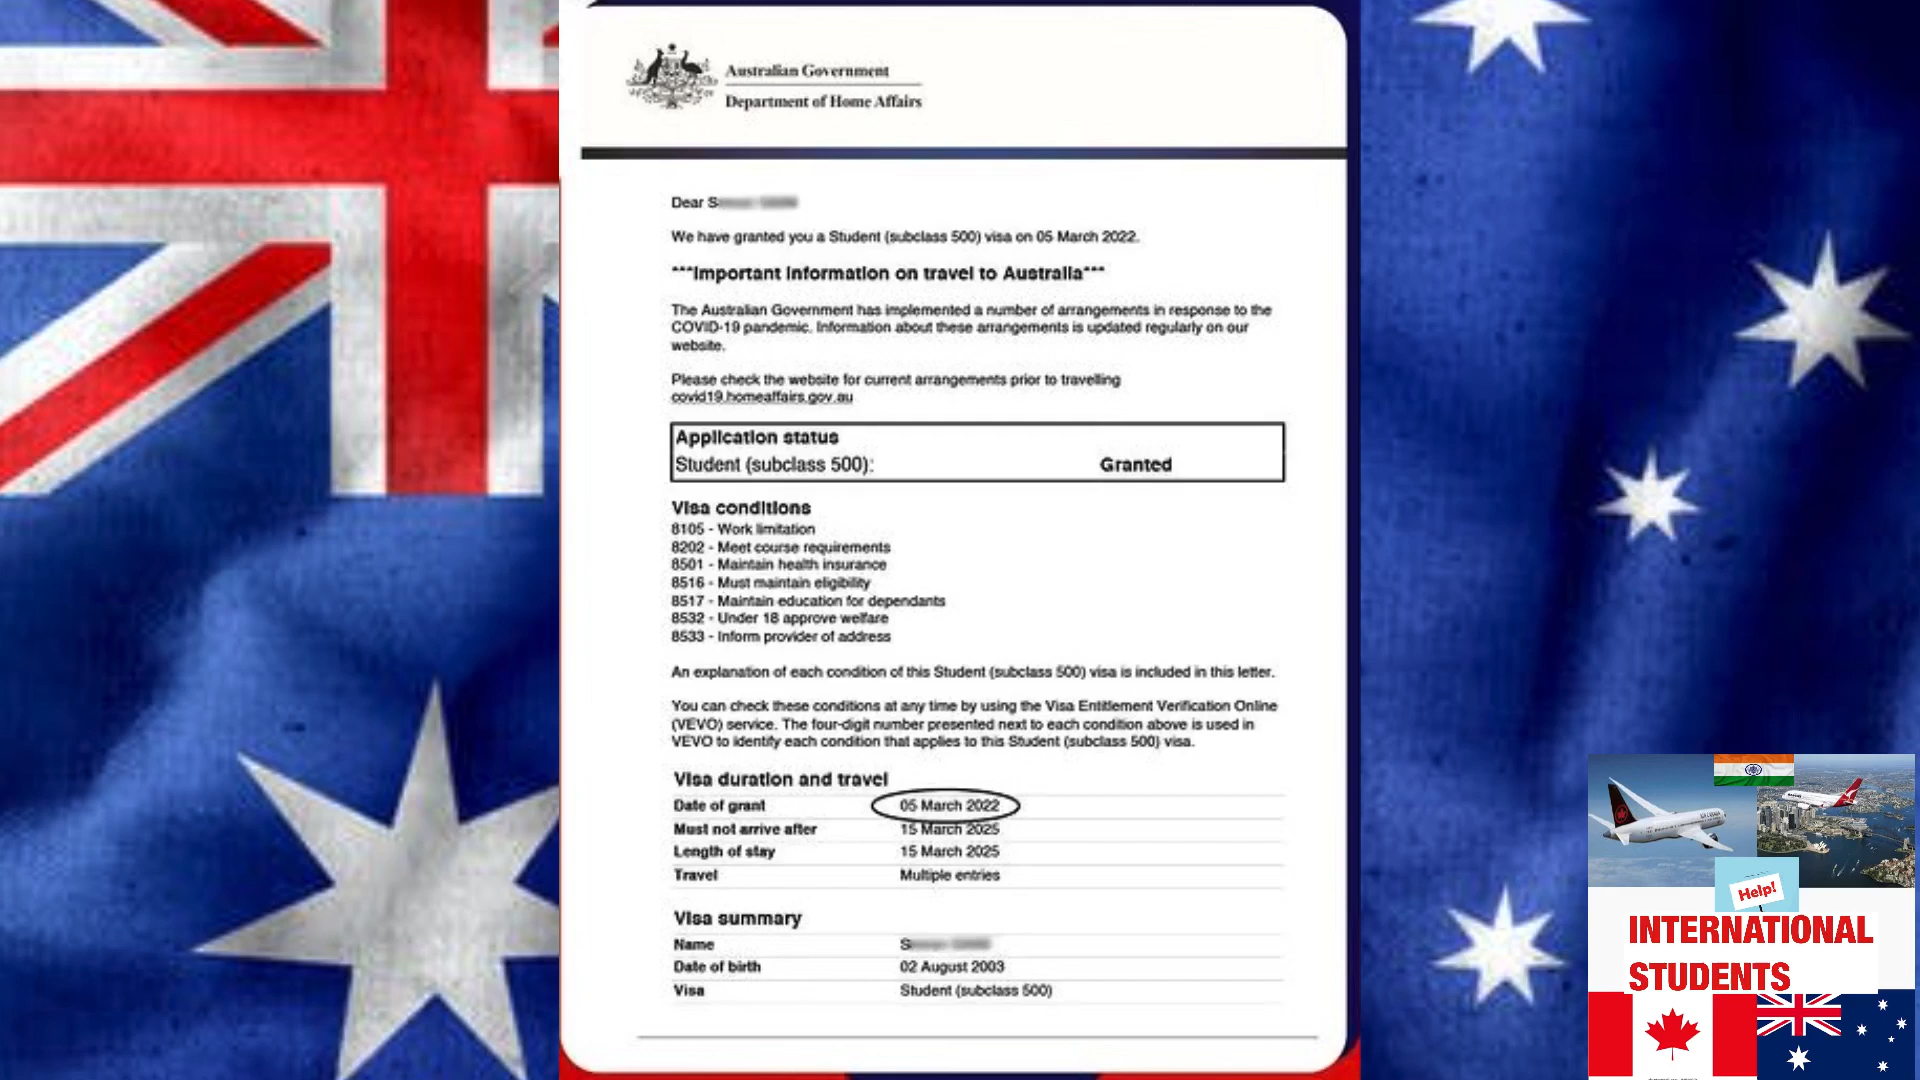 Australian Government
Department of Home Affairs
Dear S
We have granted you a Student (subclass 500) visa on 05 March 2022.
***Important information on travel to Australia***
The Australian Government has implemented a number of arrangements in response to the
COVID-19 pandemic. Information about these arrangements is updated regularly on our
website.
Please check the website for current arrangements prior to travelling
covid19.homeaffairs.gov.au
Application status
Student (subclass 500): Granted
Visa conditions
8105 - Work limitation
8202 - Meet course requirements
8501 - Maintain health insurance
8516 - Must maintain eligibility
8517 - Maintain education for dependants
8532 - Under 18 approve welfare
8533 - Inform provider of address
An explanation of each condition of this Student (subclass 500) visa is included in this letter.
You can check these conditions at any time by using the Visa Entitlement Verification Online
(VEVO) service. The four-digit number presented next to each condition above is used in
VEVO to identify each condition that applies to this Student (subclass 500) visa.
Visa duration and travel
Date of grant 05 March 2022
Must not arrive after 15 March 2025
Length of stay 15 March 2025
Travel Multiple entries
Visa summary
Name S
Date of birth 02 August 2003
Visa Student (subclass 500)
Help!
INTERNATIONAL
STUDENTS